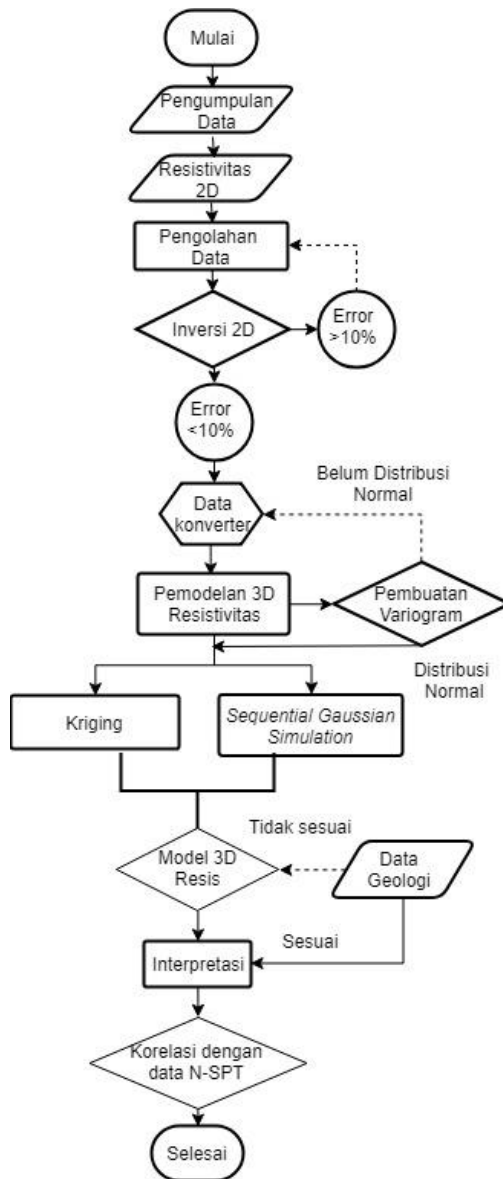 Mulai
Pengumpulan
Data
Resistivitas
2D
Pengolahan
Data
Inversi 2D
Error
>10%
Error
<10%
Belum Distribusi
Normal
Data
konverter
Pemodelan 3D
Resistivitas
Pembuatan
Variogram
Distribusi
Normal
Kriging
Sequential Gaussian
Simulation
Tidak sesuai
Model 3D
Resis
Data
Geologi
Sesuai
Interpretasi
Korelasi dengan
data N-SPT
Selesai